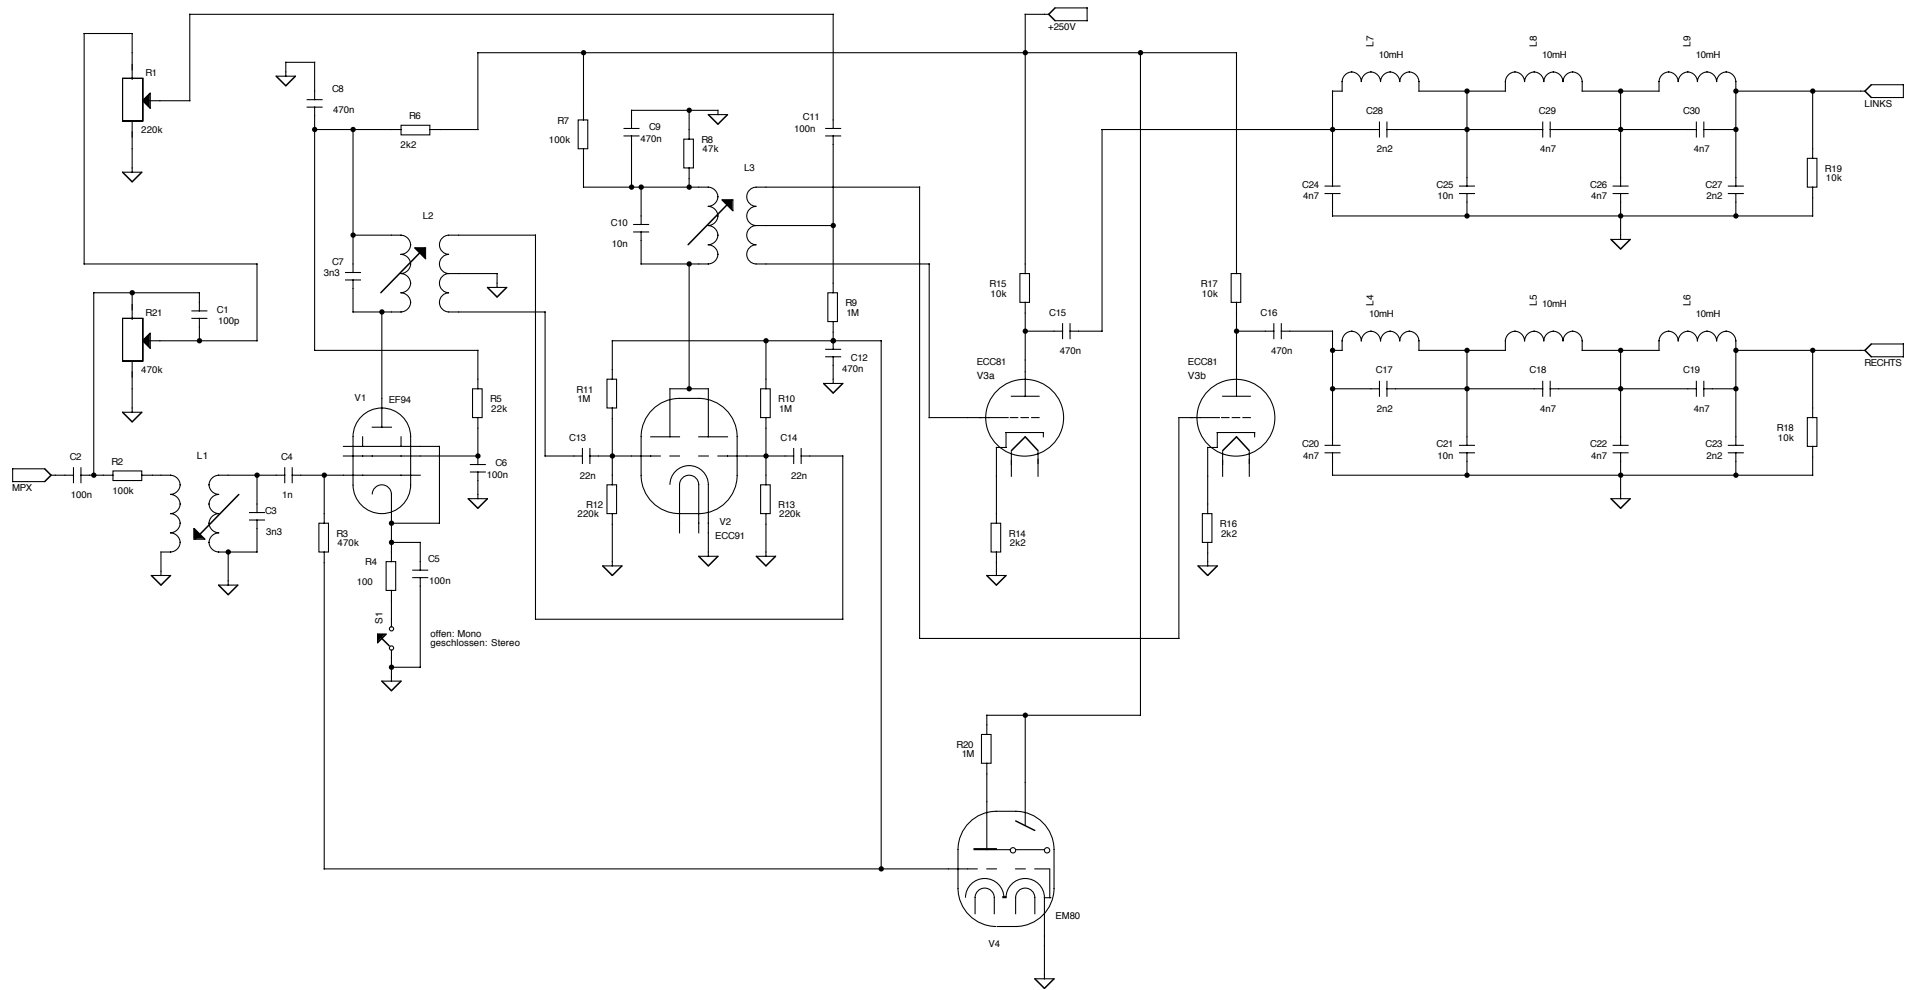 +250V
L7
10mH
L8
10mH
L9
10mH
R1
220k
C8
470n
R6
2k2
R7
100k
C9
470n
R8
47k
C11
100n
C28
2n2
C29
4n7
C30
4n7
LINKS
R19
10k
L3
C24
4n7
C25
10n
C26
4n7
C27
2n2
L2
C10
10n
C7
3n3
R21
470k
C1
100p
R9
1M
R15
10k
R17
10k
C15
470n
C16
470n
L4
10mH
L5
10mH
L6
10mH
C12
470n
ECC81
V3a
ECC81
V3b
RECHTS
C17
2n2
C18
4n7
C19
4n7
R11
1M
R10
1M
V1
EF94
R5
22k
R18
10k
C13
22n
C14
22n
C20
4n7
C21
10n
C22
4n7
C23
2n2
MPX
C2
100n
R2
100k
L1
C4
1n
C6
100n
C3
3n3
R12
220k
R13
220k
V2
ECC91
R3
470k
R14
2k2
R16
2k2
R4
100
C5
100n
S1
offen: Mono
geschlossen: Stereo
R20
1M
EM80
V4